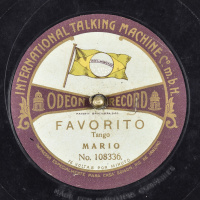 INTERNATIONAL TALKING MACHINE Co. m. b. H.
ODEON RECORD
FAVORITO
Tango
MARIO
No. 108336.